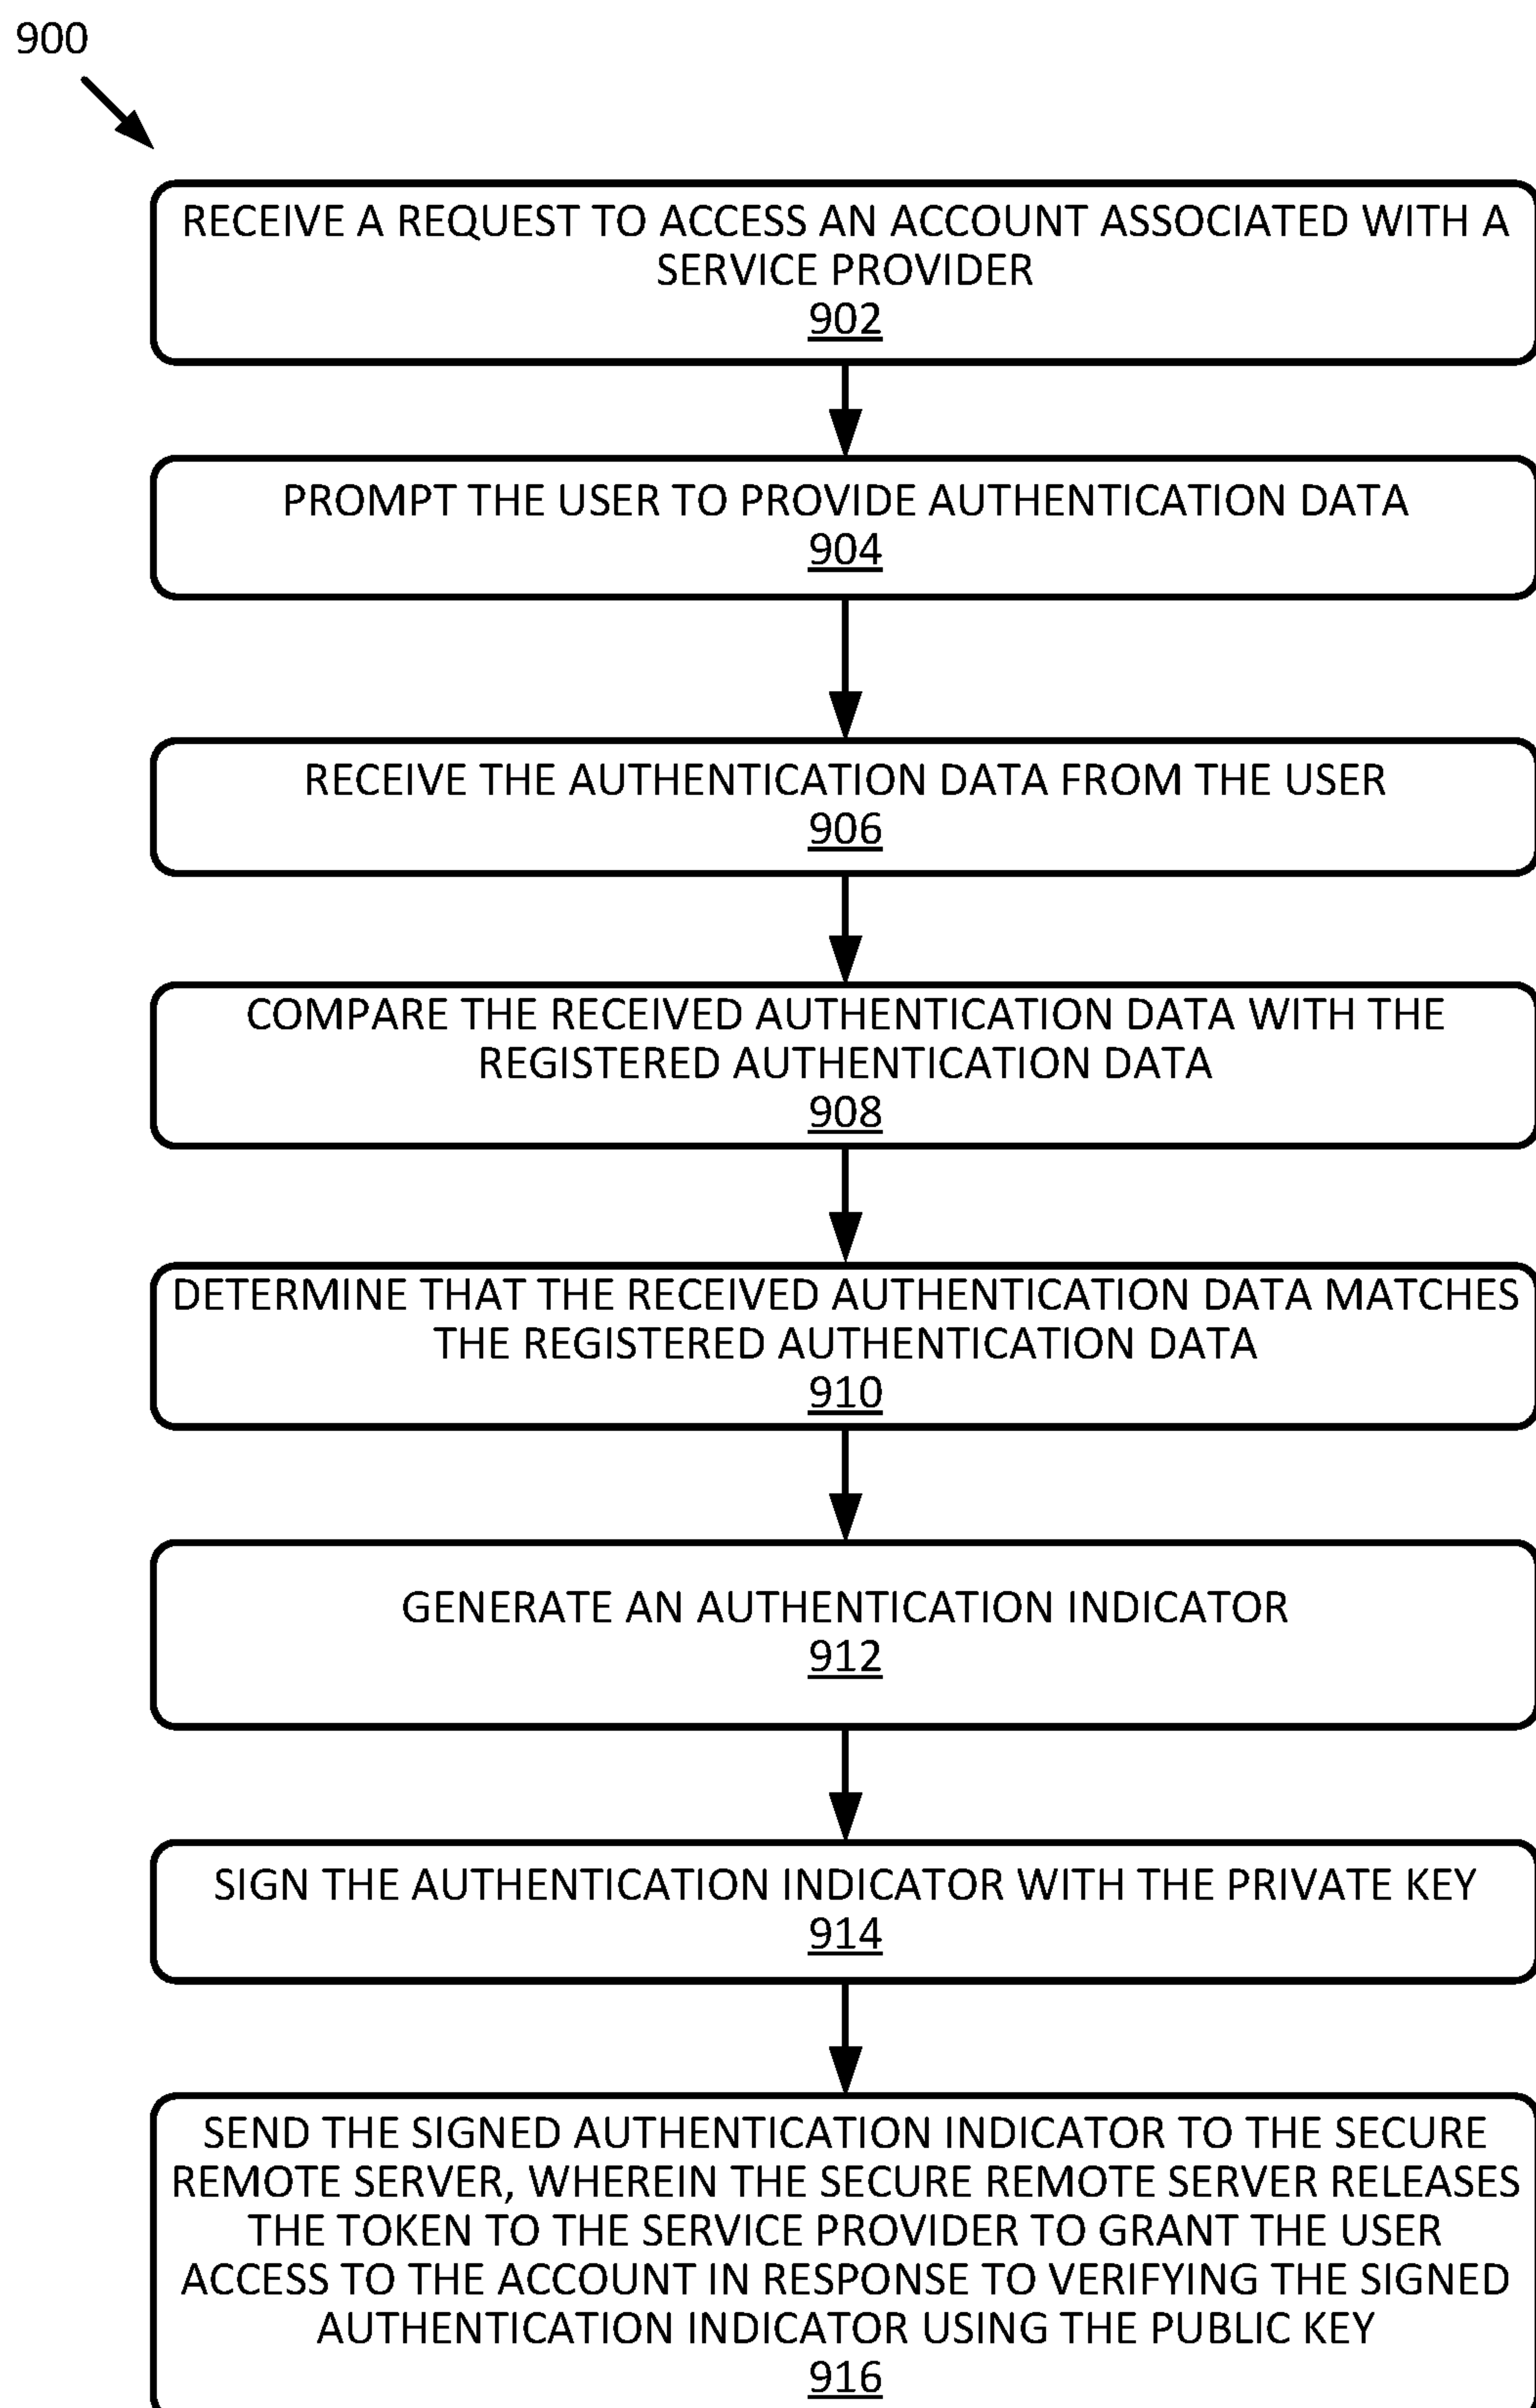 900
RECEIVE A REQUEST TO ACCESS AN ACCOUNT ASSOCIATED WITH A
SERVICE PROVIDER
902
PROMPT THE USER TO PROVIDE AUTHENTICATION DATA
904
RECEIVE THE AUTHENTICATION DATA FROM THE USER
906
COMPARE THE RECEIVED AUTHENTICATION DATA WITH THE
REGISTERED AUTHENTICATION DATA
908
DETERMINE THAT THE RECEIVED AUTHENTICATION DATA MATCHES
THE REGISTERED AUTHENTICATION DATA
910
GENERATE AN AUTHENTICATION INDICATOR
912
SIGN THE AUTHENTICATION INDICATOR WITH THE PRIVATE KEY
914
SEND THE SIGNED AUTHENTICATION INDICATOR TO THE SECURE
REMOTE SERVER, WHEREIN THE SECURE REMOTE SERVER RELEASES
THE TOKEN TO THE SERVICE PROVIDER TO GRANT THE USER
ACCESS TO THE ACCOUNT IN RESPONSE TO VERIFYING THE SIGNED
AUTHENTICATION INDICATOR USING THE PUBLIC KEY
916